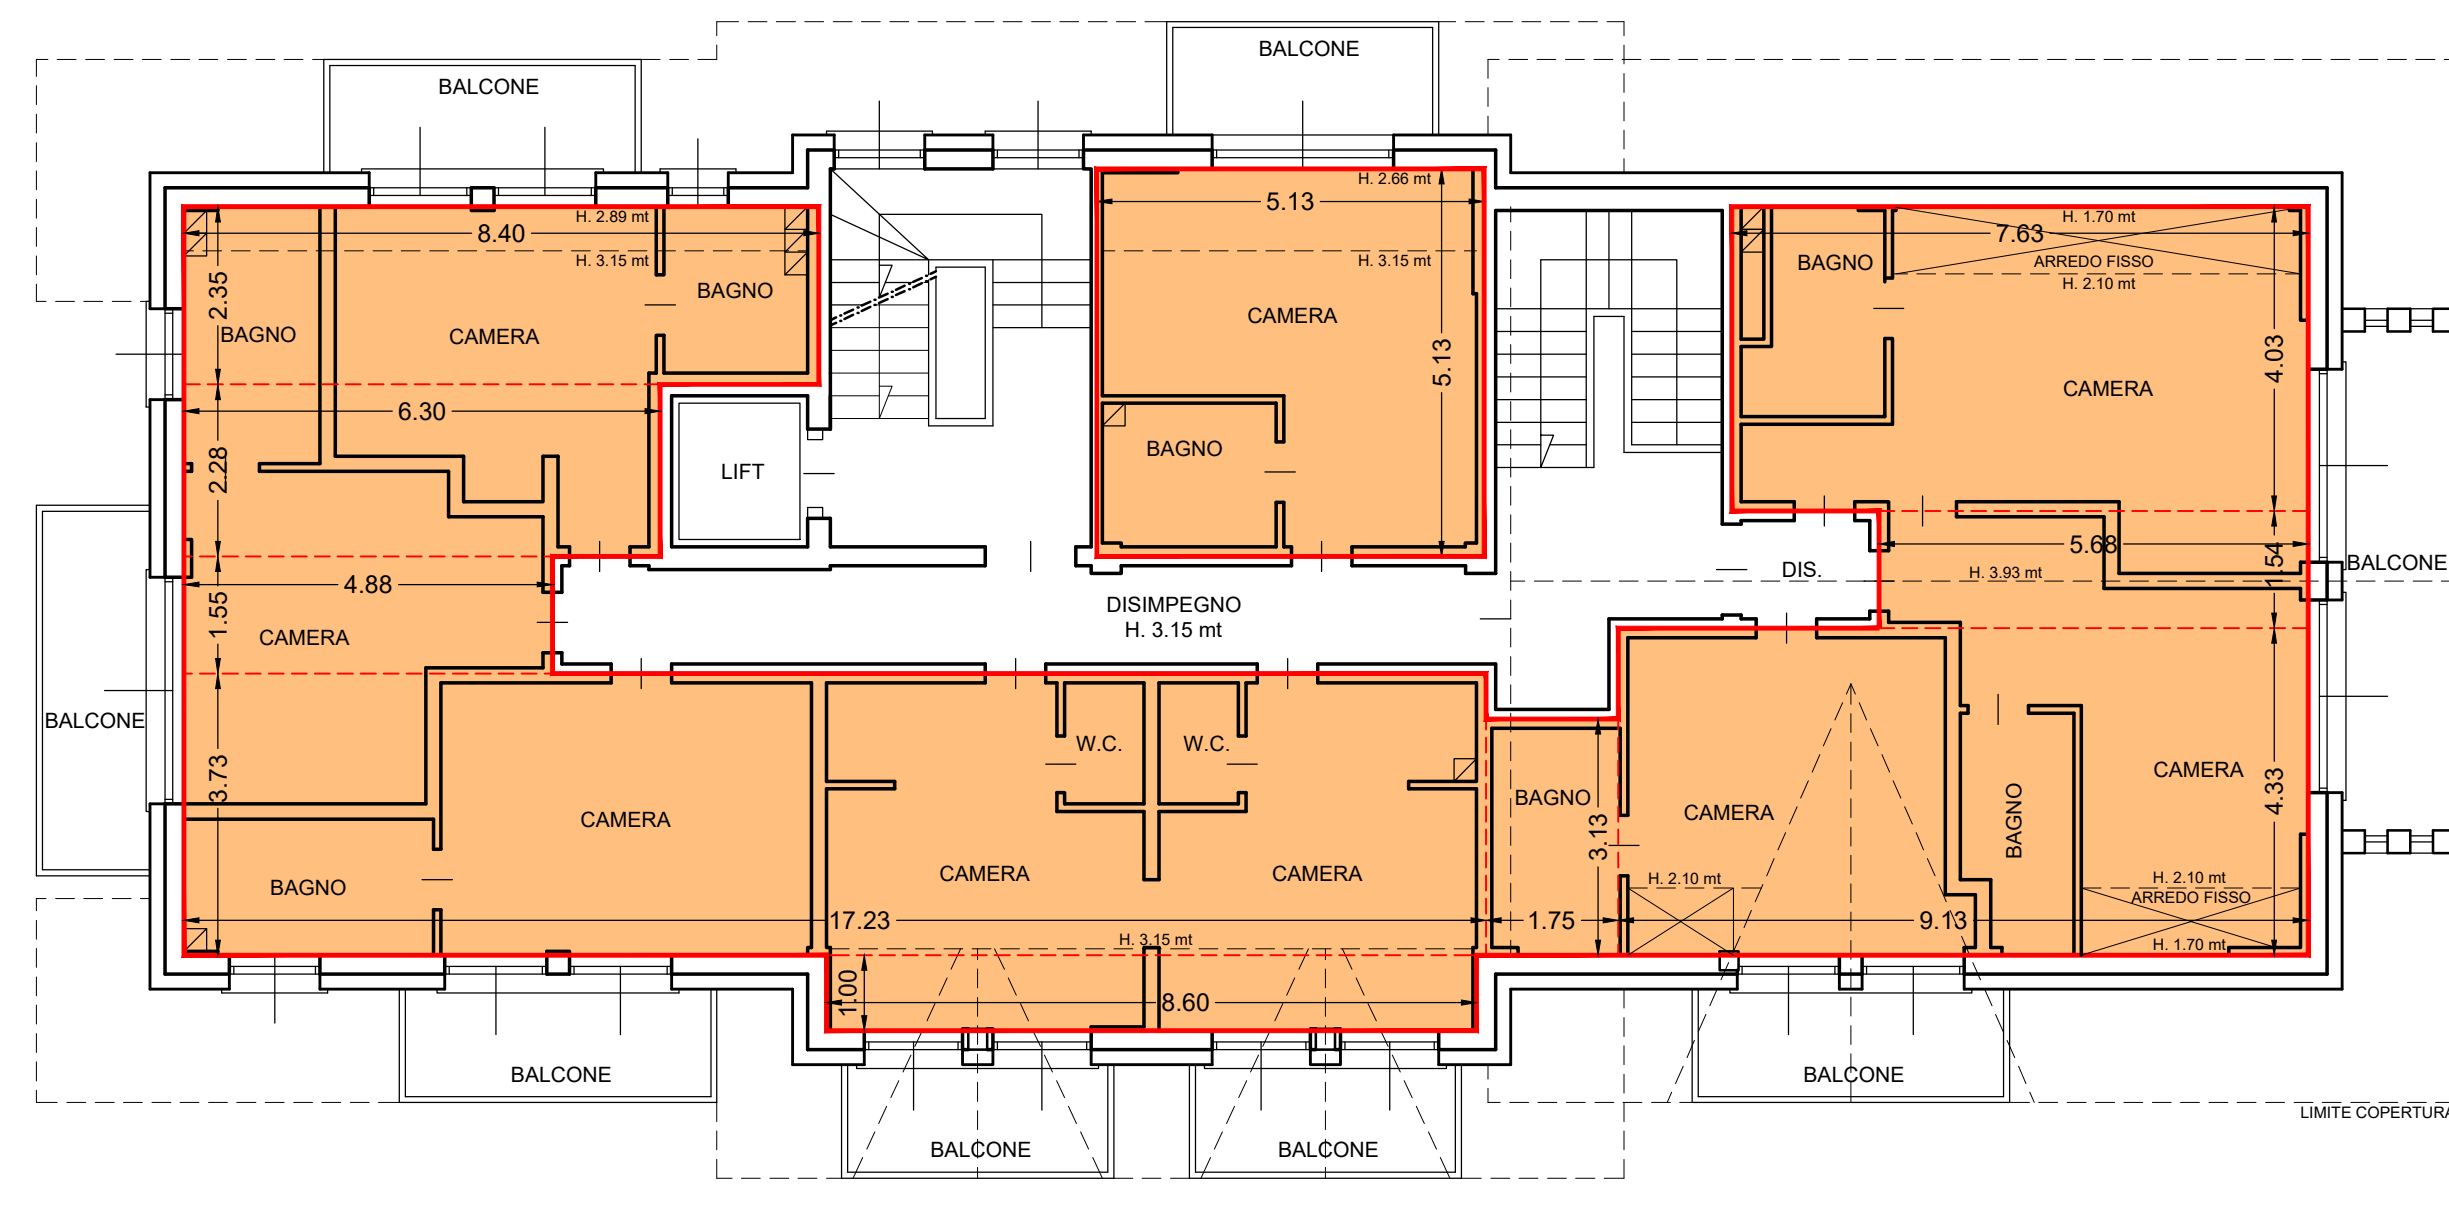 BALCONE
BALCONE
H. 2.66 mt
5.13
H. 2.89 mt
H. 1.70 mt
8.40
7.63
H. 3.15 mt
H. 3.15 mt
BAGNO
ARREDO FISSO
H. 2.10 mt
BAGNO
2.35
CAMERA
BAGNO
CAMERA
5.13
4.03
CAMERA
6.30
BAGNO
2.28
LIFT
5.68
1.54
BALCONE
DIS.
H. 3.93 mt
4.88
DISIMPEGNO
H. 3.15 mt
1.55
CAMERA
BALCONE
W.C.
W.C.
3.73
CAMERA
BAGNO
3.13
CAMERA
BAGNO
CAMERA
4.33
CAMERA
CAMERA
BAGNO
H. 2.10 mt
H. 2.10 mt
ARREDO FISSO
17.23
1.75
9.13
H. 3.15 mt
H. 1.70 mt
1.00
8.60
BALCONE
BALCONE
LIMITE COPERTURA
BALCONE
BALCONE